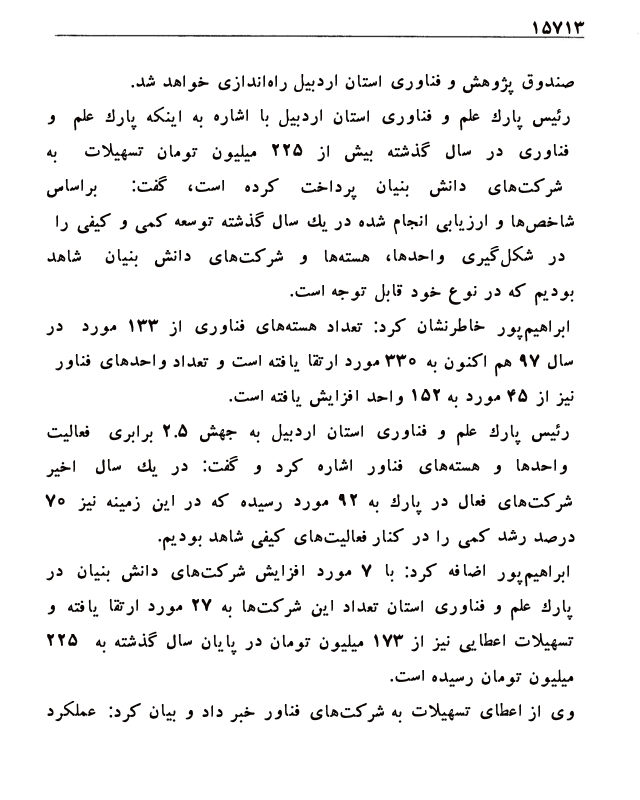 ۱۵۷۱۳
صندوق پژوهش و فناوری استان اردبیل راه‌اندازی خواهد شد.
رئیس پارك علم و فناوری استان اردبیل با اشاره به اینکه پارك علم و
فناوری در سال گذشته بیش از ۲۲۵ میلیون تومان تسهیلات به
شرکت‌های دانش بنیان پرداخت کرده است، گفت: براساس
شاخص‌ها و ارزیابی انجام شده در یك سال گذشته توسعه کمی و کیفی را
در شکل‌گیری واحدها، هسته‌ها و شرکت‌های دانش بنیان شاهد
بودیم که در نوع خود قابل توجه است.
ابراهیم‌پور خاطرنشان کرد: تعداد هسته‌های فناوری از ۱۳۳ مورد در
سال ۹۷ هم اکنون به ۳۳۰ مورد ارتقا یافته است و تعداد واحدهای فناور
نیز از ۴۵ مورد به ۱۵۲ واحد افزایش یافته است.
رئیس پارك علم و فناوری استان اردبیل به جهش ۲.۵ برابری فعالیت
واحدها و هسته‌های فناور اشاره کرد و گفت: در یك سال اخیر
شرکت‌های فعال در پارك به ۹۲ مورد رسیده که در این زمینه نیز ۷۰
درصد رشد کمی را در کنار فعالیت‌های کیفی شاهد بودیم.
ابراهیم‌پور اضافه کرد: با ۷ مورد افزایش شرکت‌های دانش بنیان در
پارك علم و فناوری استان تعداد این شرکت‌ها به ۲۷ مورد ارتقا یافته و
تسهیلات اعطایی نیز از ۱۷۳ میلیون تومان در پایان سال گذشته به ۲۲۵
میلیون تومان رسیده است.
وی از اعطای تسهیلات به شرکت‌های فناور خبر داد و بیان کرد: عملکرد